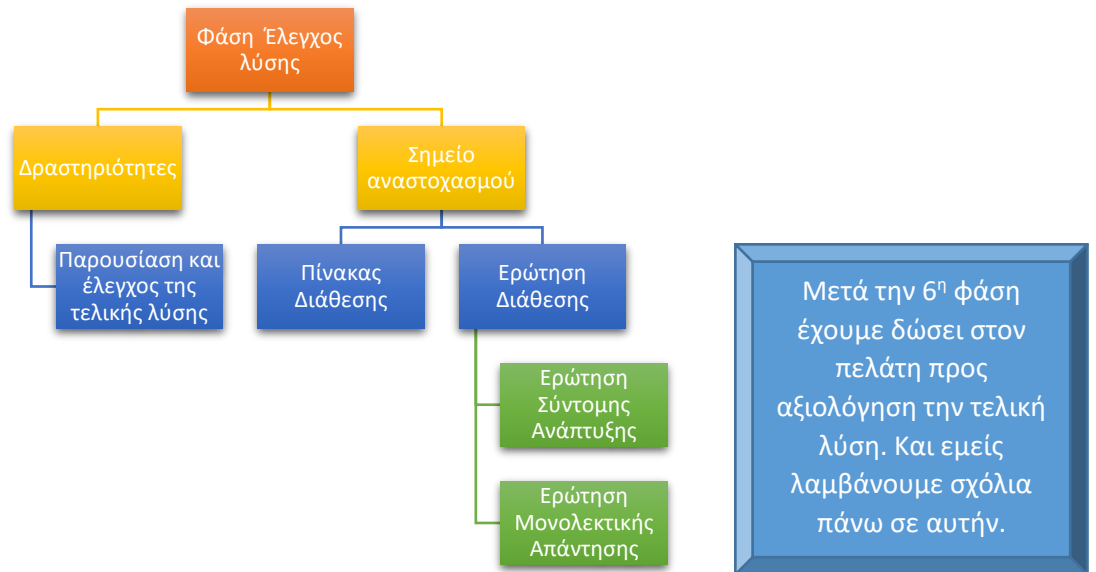 Φάση Έλεγχος
λύσης
Δραστηριότητες
Σημείο
αναστοχασμού
Παρουσίαση και
έλεγχος της
τελικής λύσης
Πίνακας
Διάθεσης
Ερώτηση
Διάθεσης
Ερώτηση
Σύντομης
Ανάπτυξης
Ερώτηση
Μονολεκτικής
Απάντησης
Μετά την 6η φάση
έχουμε δώσει στον
πελάτη προς
αξιολόγηση την τελική
λύση. Και εμείς
λαμβάνουμε σχόλια
πάνω σε αυτήν.